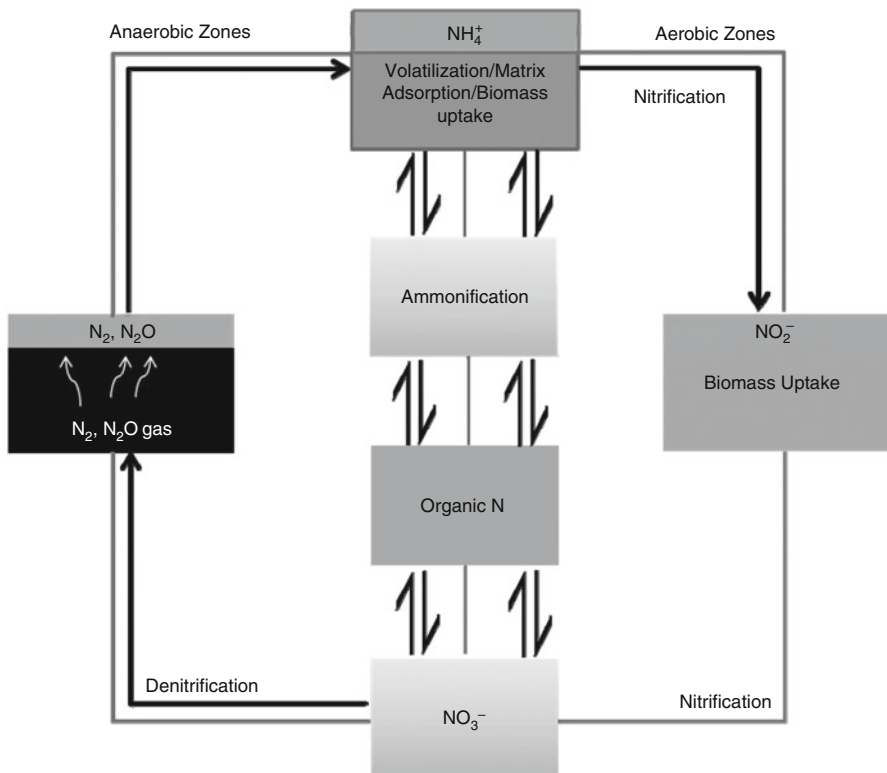 Anaerobic Zones
NH₄⁺
Aerobic Zones
Volatilization/Matrix
Adsorption/Biomass
uptake
Nitrification
Ammonification
N₂, N₂O
N₂, N₂O gas
NO₂⁻
Biomass Uptake
Organic N
Denitrification
NO₃⁻
Nitrification